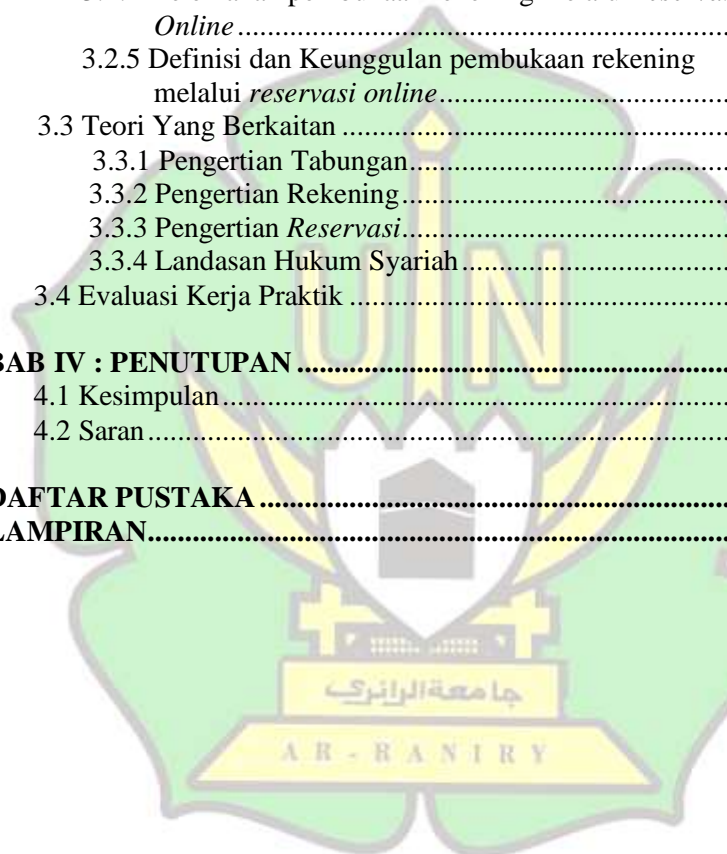 Online
3.2.5 Definisi dan Keunggulan pembukaan rekening
melalui reservasi online
3.3 Teori Yang Berkaitan
3.3.1 Pengertian Tabungan
3.3.2 Pengertian Rekening
3.3.3 Pengertian Reservasi
3.3.4 Landasan Hukum Syariah
3.4 Evaluasi Kerja Praktik
BAB IV : PENUTUPAN
4.1 Kesimpulan
4.2 Saran
DAFTAR PUSTAKA
LAMPIRAN
UIN
جامعةالرانري
AR-RANIRY